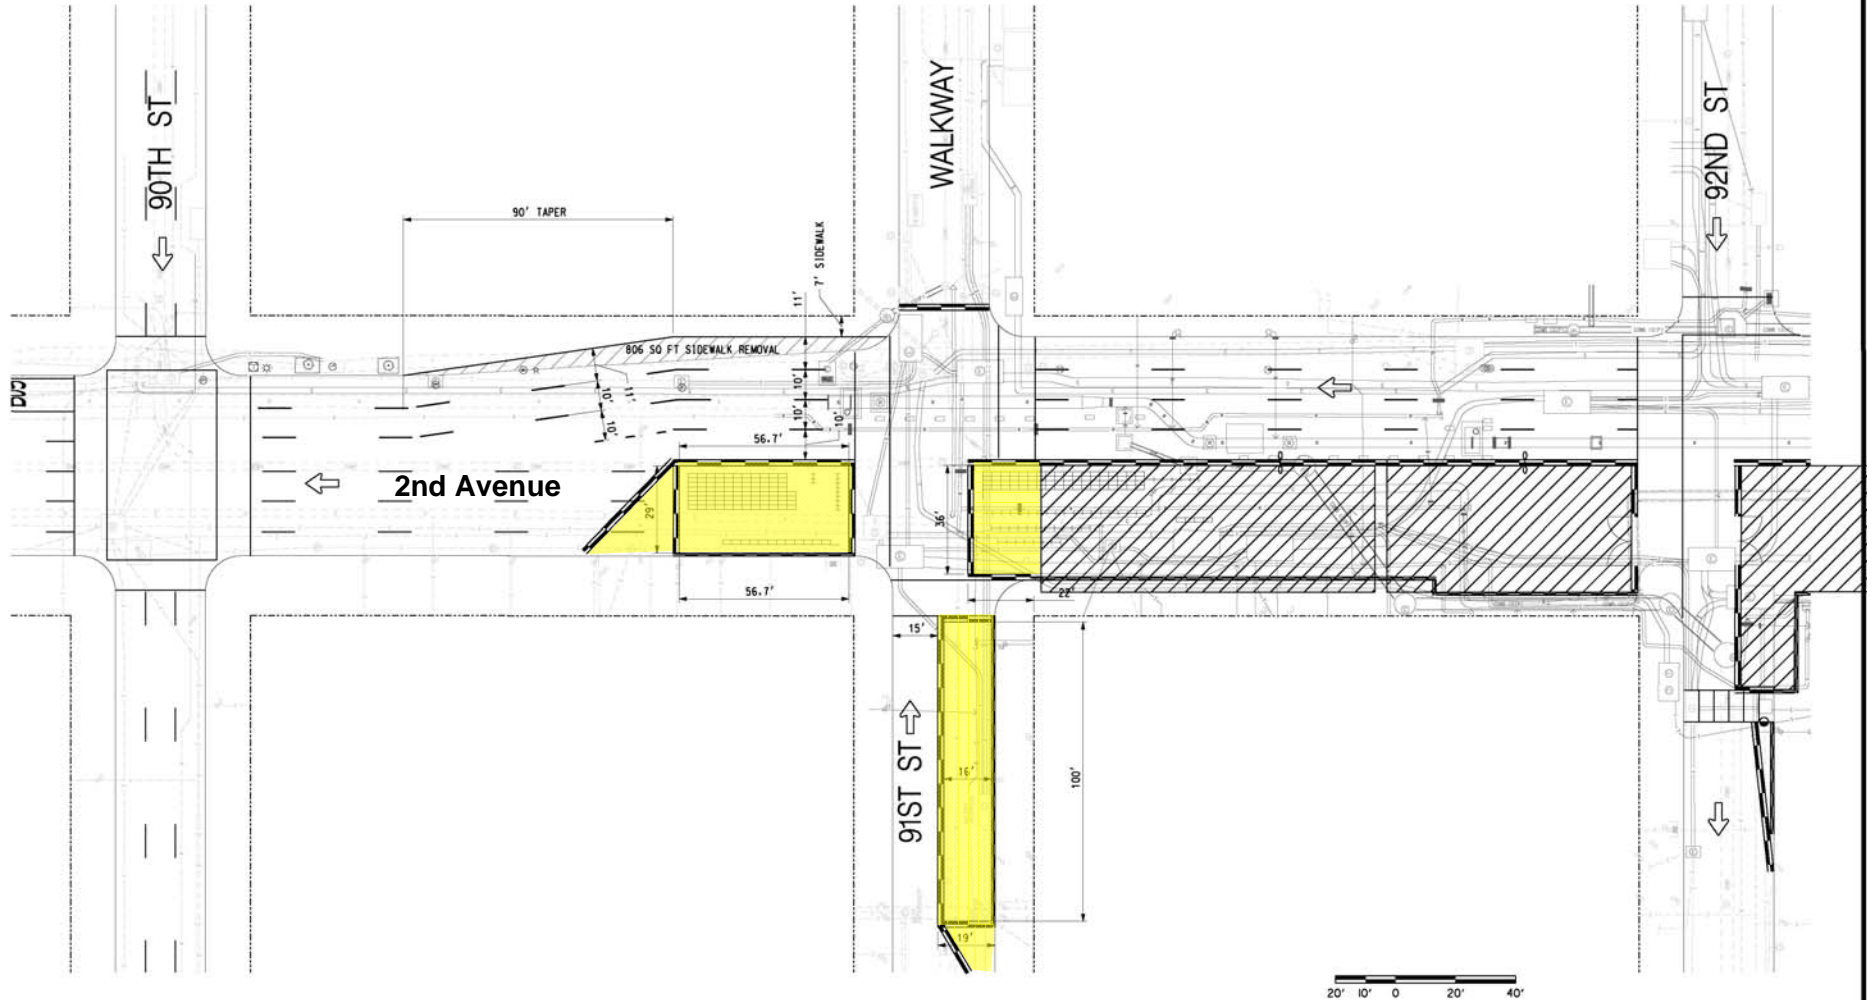 90TH ST
WALKWAY
92ND ST
90' TAPER
7' SIDEWALK
11'
806 SQ FT SIDEWALK REMOVAL
10'
11'
10'
10'
10'
10'
56.7'
2nd Avenue
29'
36'
56.7'
22'
15'
91ST ST
16'
100'
19'
20' 10' 0 20' 40'